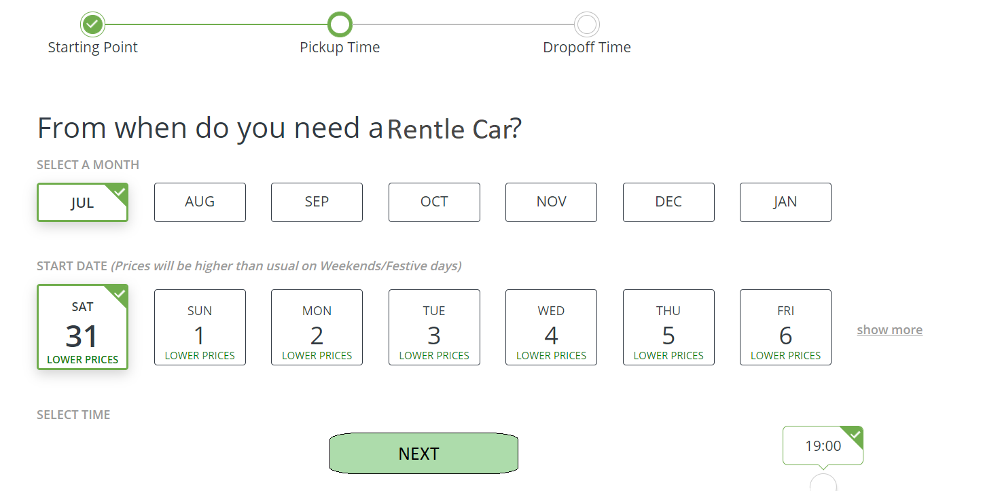 Starting Point Pickup Time Dropoff Time
From when do you need a Rentle Car?
SELECT A MONTH
JUL AUG SEP OCT NOV DEC JAN
START DATE (Prices will be higher than usual on Weekends/Festive days)
SAT SUN MON TUE WED THU FRI
31 1 2 3 4 5 6 show more
LOWER PRICES LOWER PRICES LOWER PRICES LOWER PRICES LOWER PRICES LOWER PRICES LOWER PRICES
SELECT TIME
NEXT 19:00